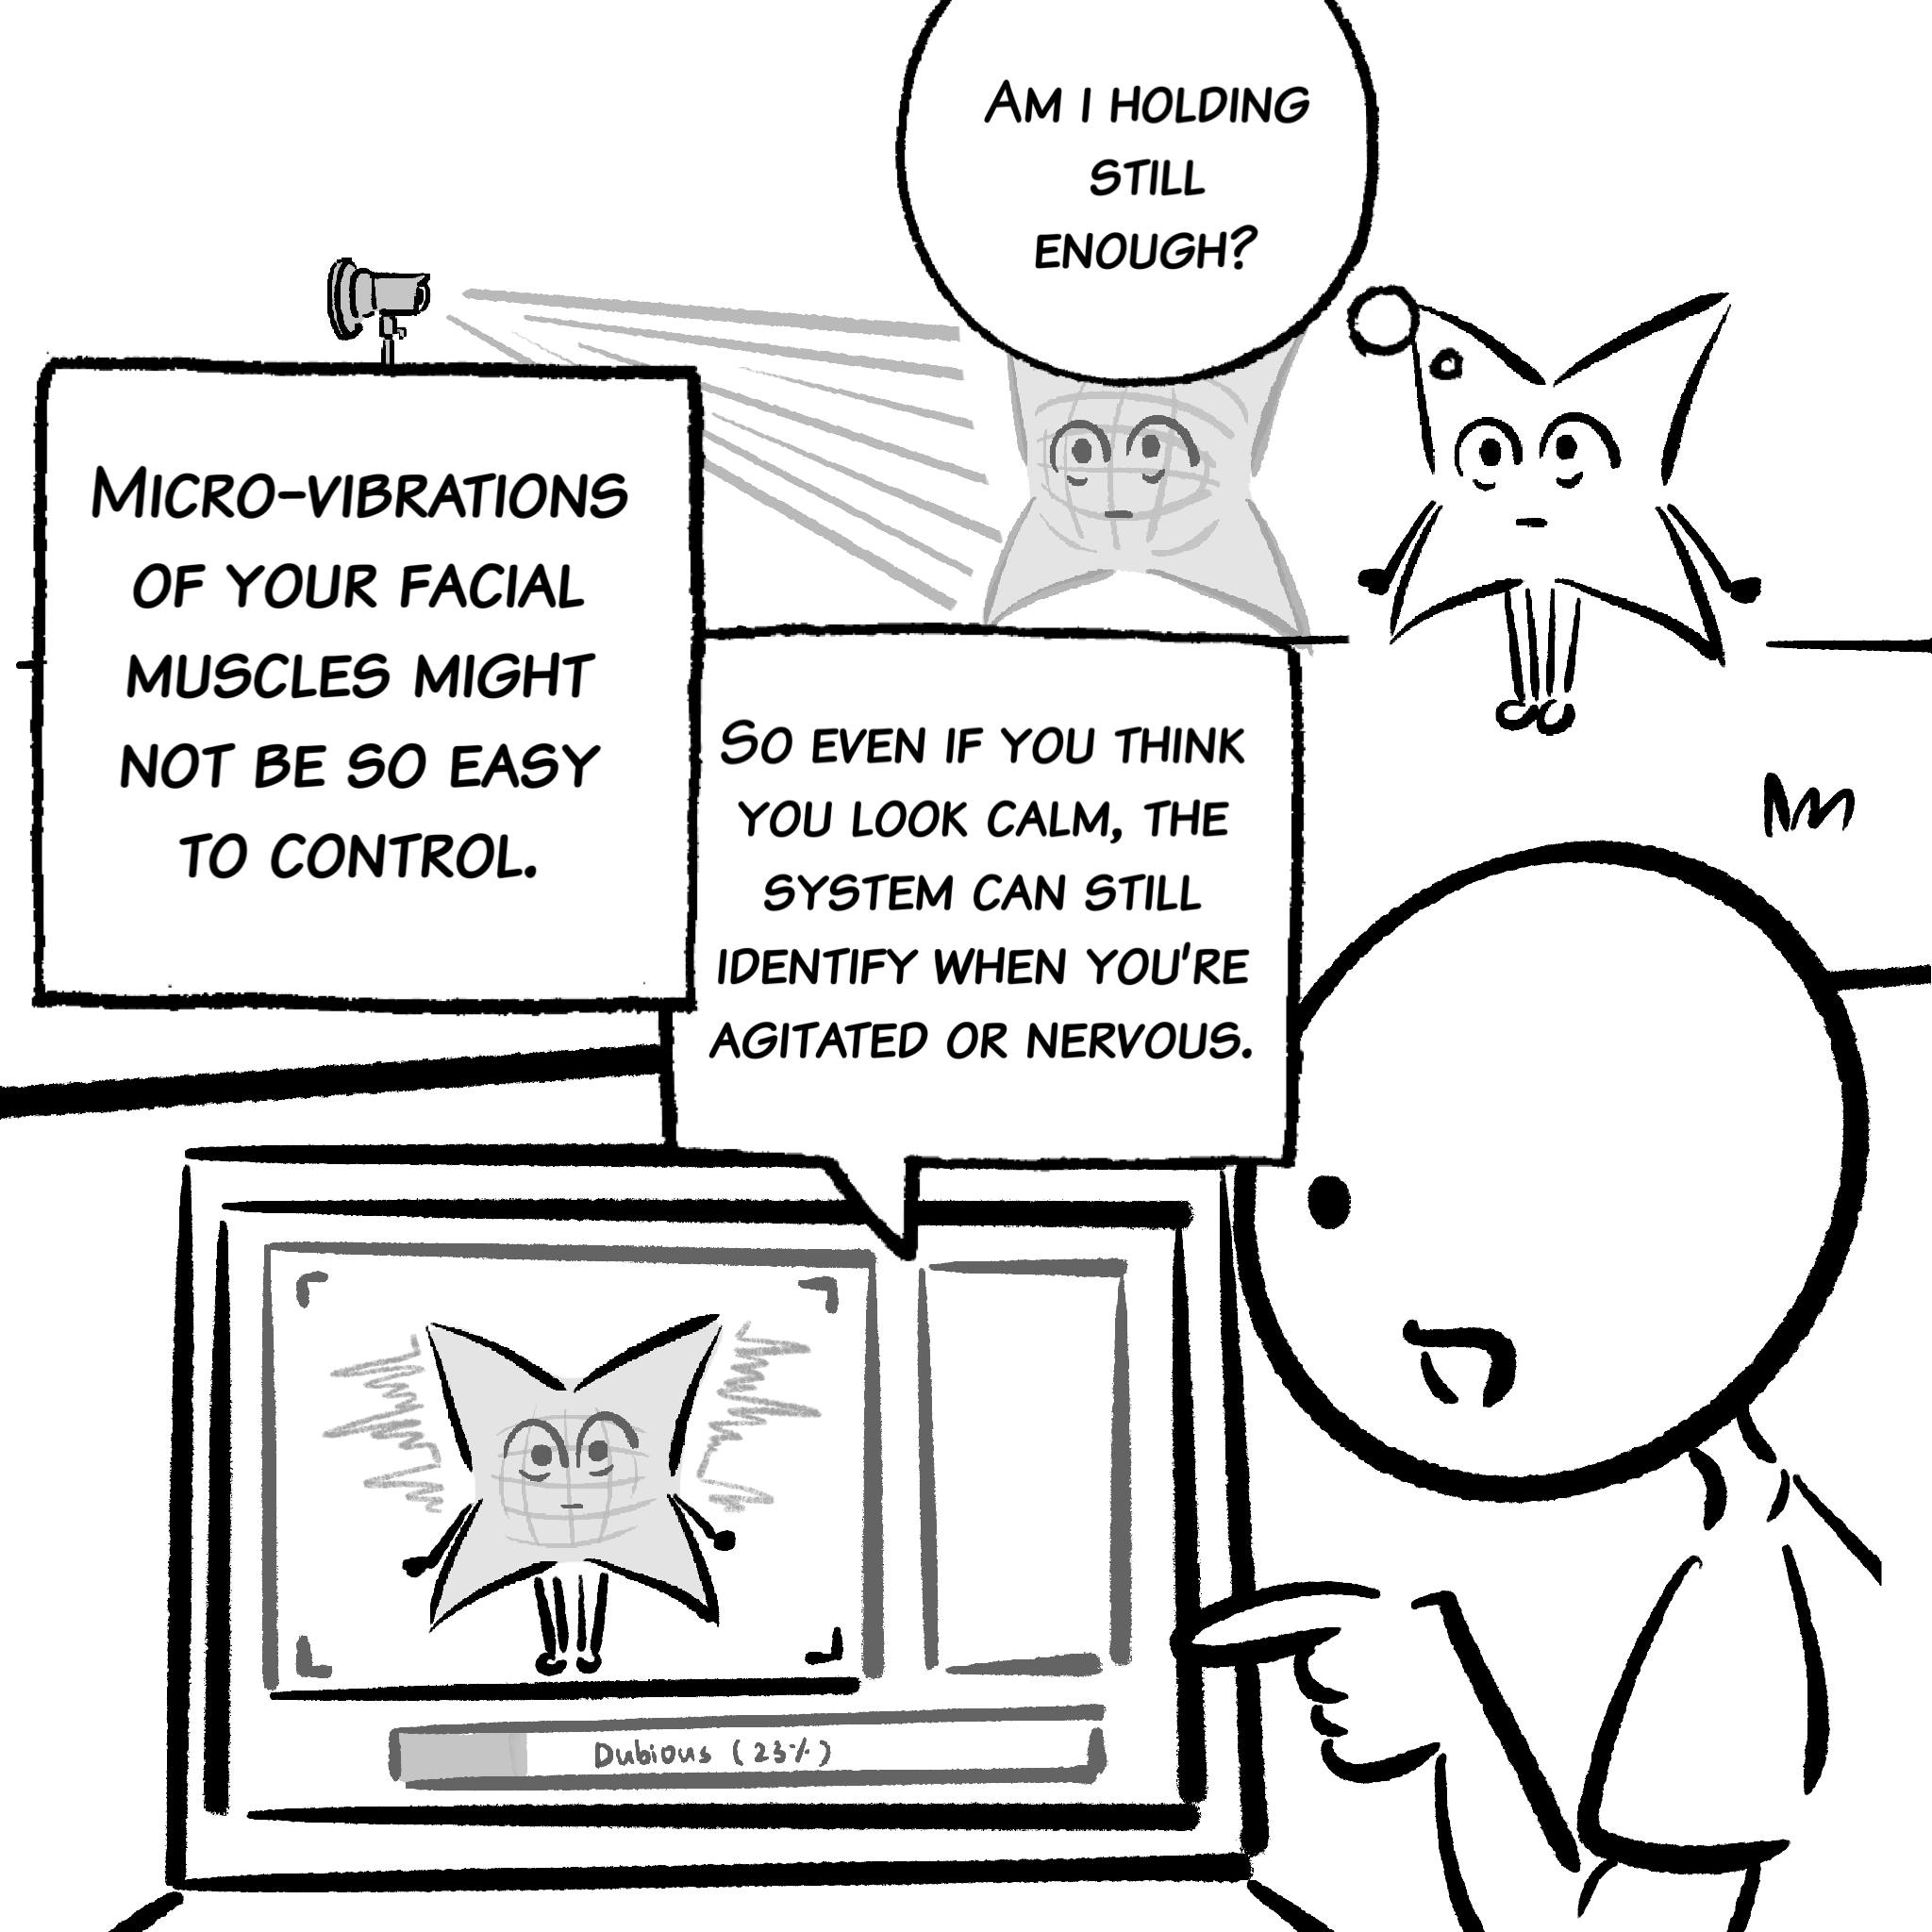 AM I HOLDING
STILL
ENOUGH?
MICRO-VIBRATIONS
OF YOUR FACIAL
MUSCLES MIGHT
NOT BE SO EASY
TO CONTROL.
SO EVEN IF YOU THINK
YOU LOOK CALM, THE
SYSTEM CAN STILL
IDENTIFY WHEN YOU'RE
AGITATED OR NERVOUS.
Dubious (23%)